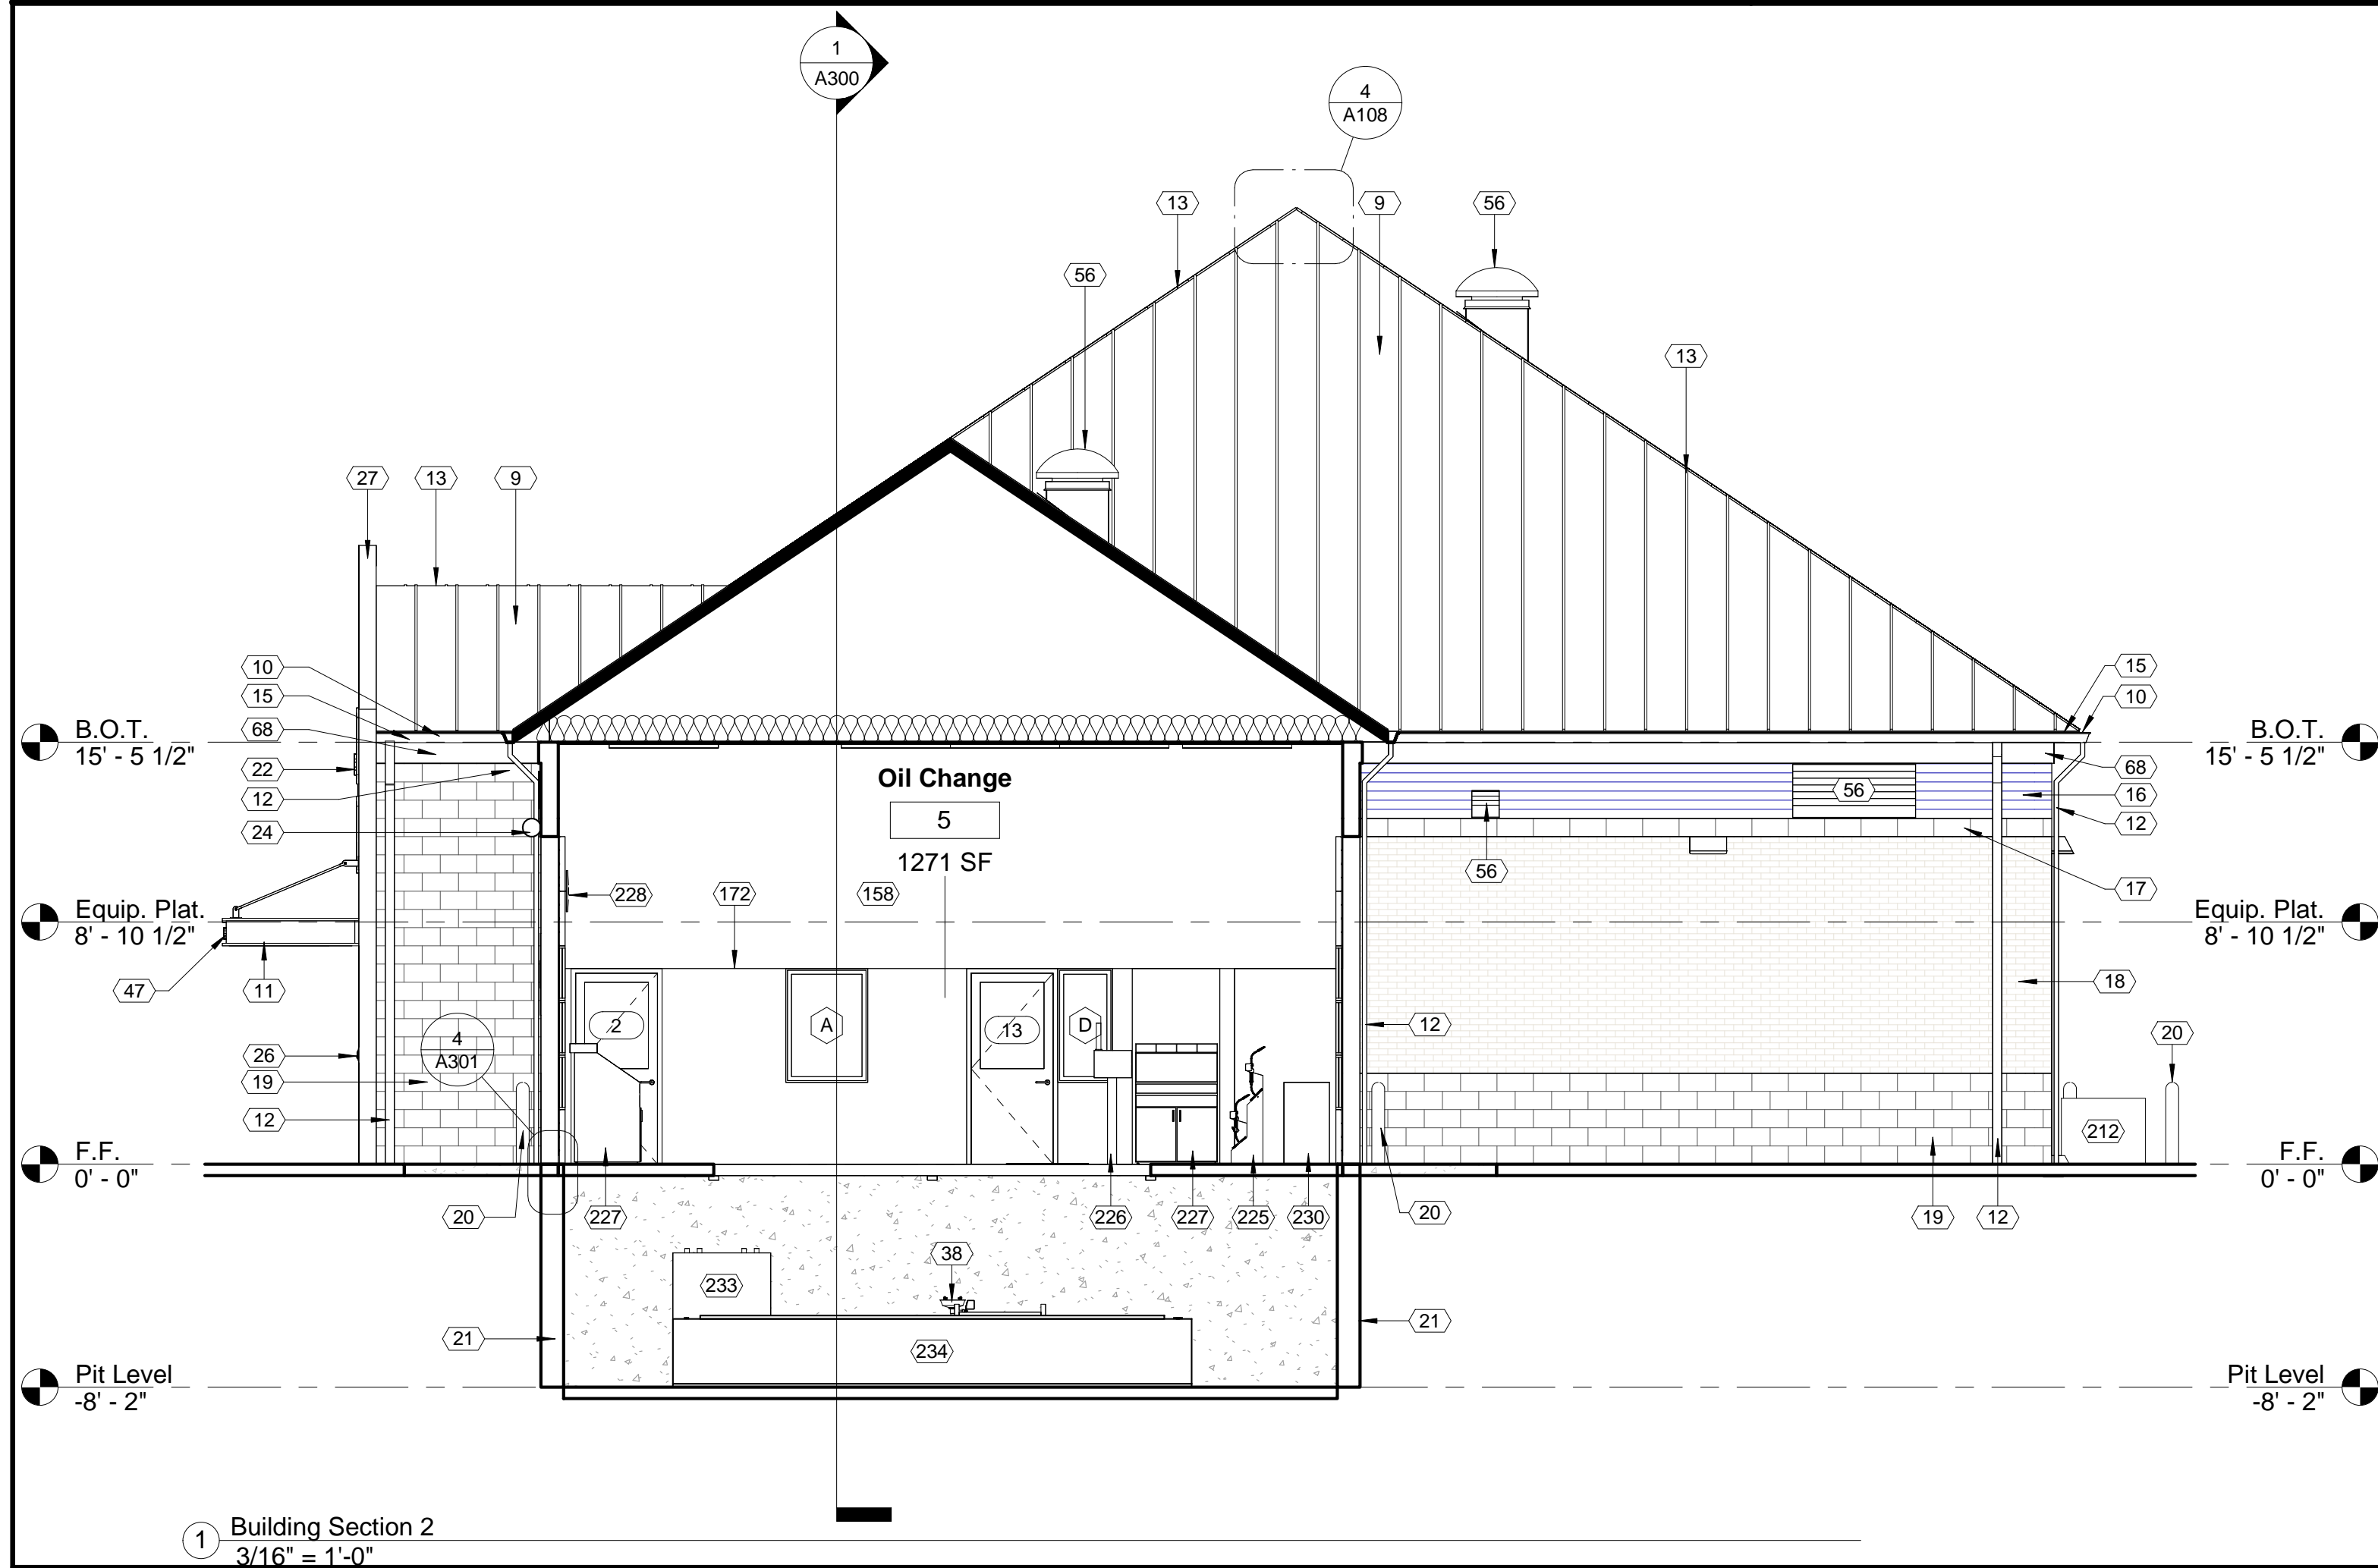 1
A300
4
A108
13
9
56
56
13
27
13
9
10
15
68
22
12
24
47
11
26
19
12
15
10
68
16
12
17
18
20
B.O.T.
15' - 5 1/2"
B.O.T.
15' - 5 1/2"
Oil Change
5
1271 SF
56
56
228
172
158
Equip. Plat.
8' - 10 1/2"
Equip. Plat.
8' - 10 1/2"
2
A
13
D
12
4
A301
212
F.F.
0' - 0"
F.F.
0' - 0"
20
227
226
227
225
230
20
19
12
233
38
21
234
21
Pit Level
-8' - 2"
Pit Level
-8' - 2"
1
Building Section 2
3/16" = 1'-0"